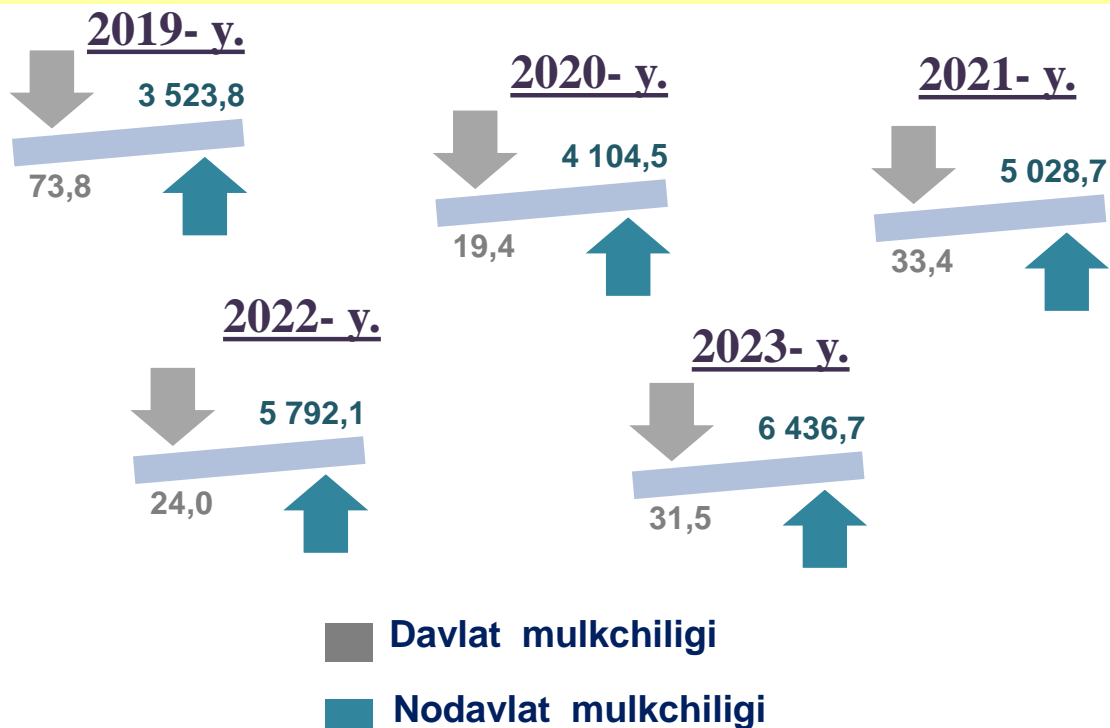 2019- y.
3 523,8
73,8
2020- y.
4 104,5
19,4
2021- y.
5 028,7
33,4
2022- y.
5 792,1
24,0
2023- y.
6 436,7
31,5
Davlat mulkchiligi
Nodavlat mulkchiligi